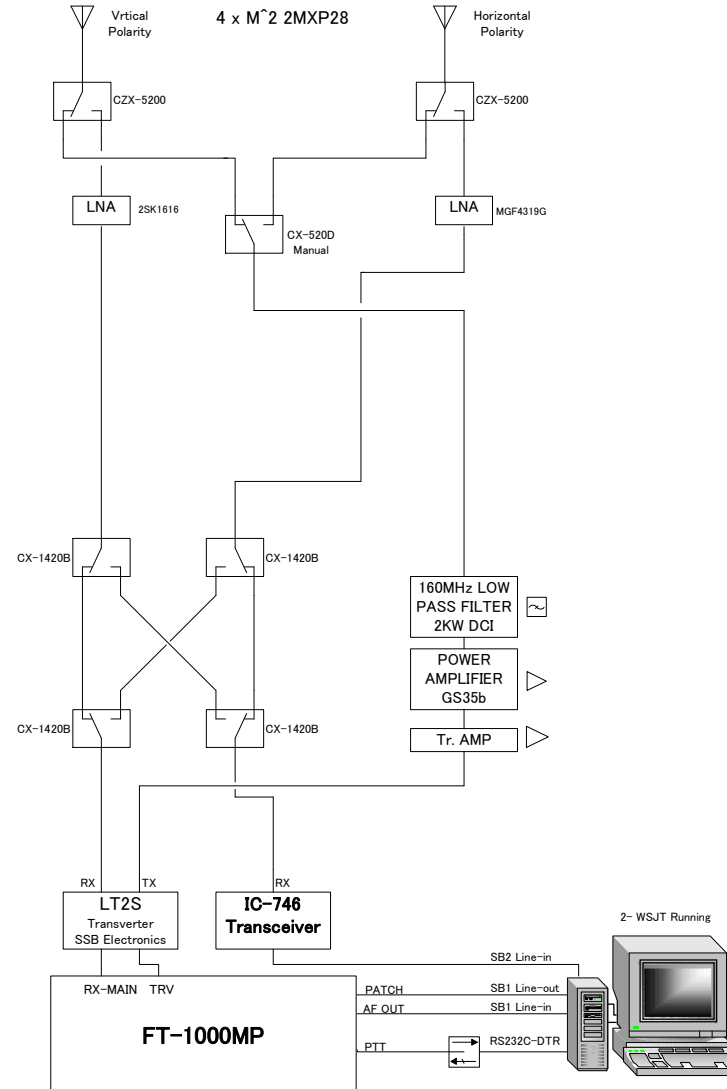 Vrtical
Polarity
4 x M^2 2MXP28
Horizontal
Polarity
CZX-5200
CZX-5200
LNA
2SK1616
LNA
MGF4319G
CX-520D
Manual
CX-1420B
CX-1420B
160MHz LOW
PASS FILTER
2KW DCI
POWER
AMPLIFIER
GS35b
CX-1420B
CX-1420B
Tr. AMP
RX
TX
RX
LT2S
Transverter
SSB Electronics
IC-746
Transceiver
2- WSJT Running
SB2 Line-in
RX-MAIN TRV
PATCH
SB1 Line-out
AF OUT
SB1 Line-in
FT-1000MP
PTT
RS232C-DTR